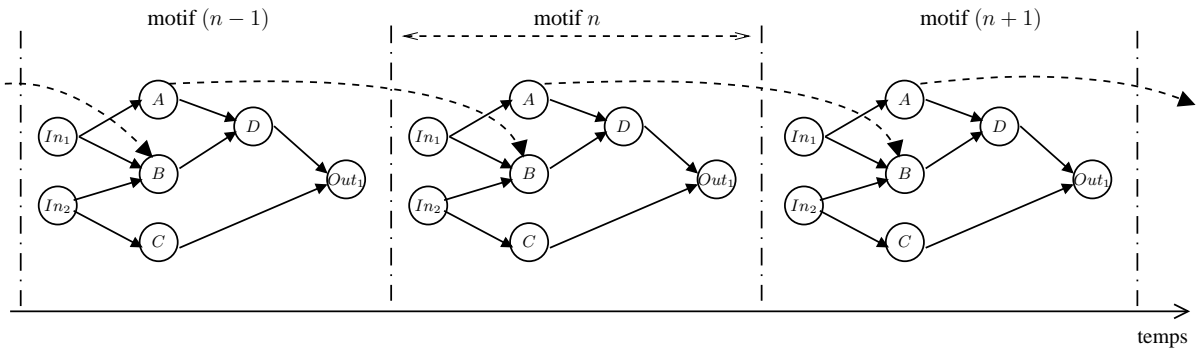 motif (n − 1) motif n motif (n + 1)
A A A
D D D
In₁ In₁ In₁
B B B
Out₁ Out₁ Out₁
In₂ In₂ In₂
C C C
temps